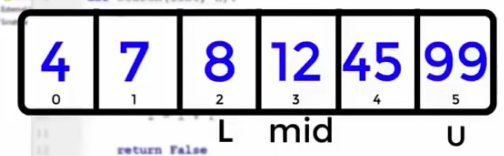 4 7 8 12 45 99
0 1 2 3 4 5
L mid U
return False